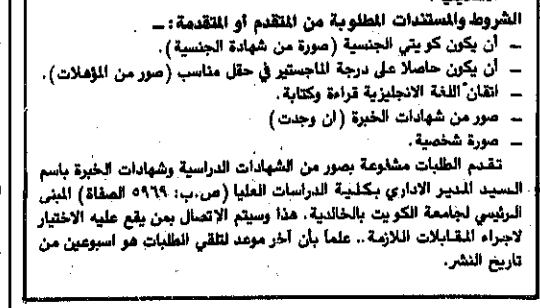 الشروط والمستندات المطلوبة من المتقدم أو المتقدمة: ـــ
ـ أن يكون كويتي الجنسية (صورة من شهادة الجنسية).
ـ أن يكون حاصلا على درجة الماجستير في حقل مناسب (صور من المؤهلات).
ـ اتقان اللغة الانجليزية قراءة وكتابة.
ـ صور من شهادات الخبرة (ان وجدت)
ـ صورة شخصية.
تقدم الطلبات مشفوعة بصور من الشهادات الدراسية وشهادات الخبرة باسم
السيد المدير الاداري بكلية الدراسات العليا (ص.ب: ٥٩٦٩ الصفاة) المبنى
الرئيسي لجامعة الكويت بالخالدية. هذا وسيتم الإتصال بمن يقع عليه الاختيار
لاجراء المقابلات اللازمة.. علما بأن آخر موعد لتلقي الطلبات هو اسبوعين من
تاريخ النشر.